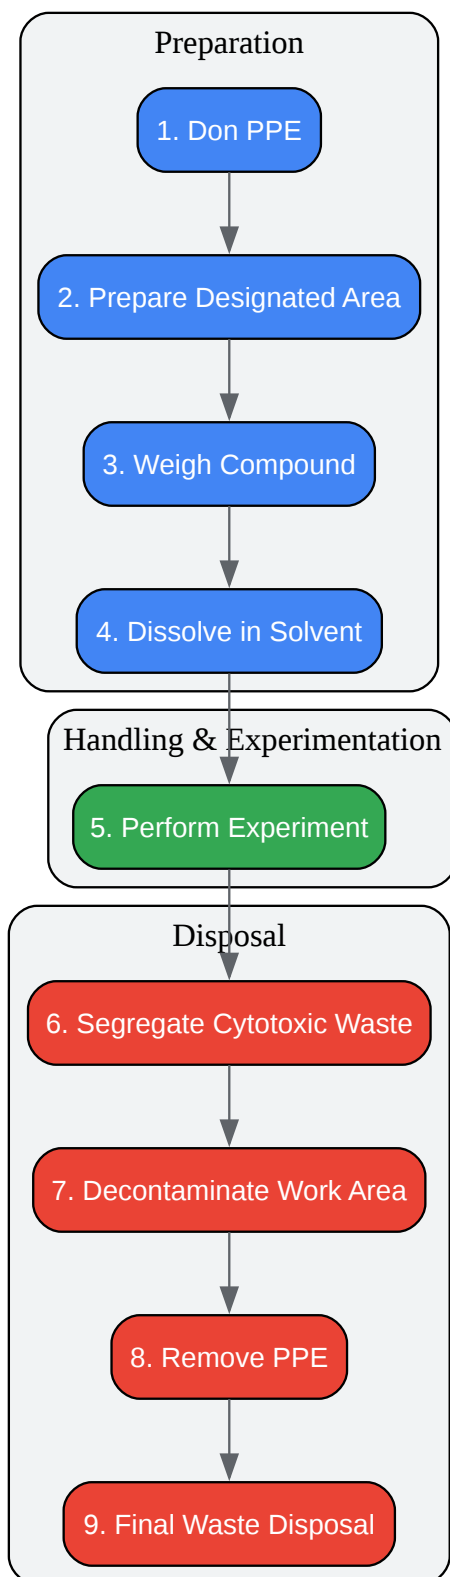 Preparation
1. Don PPE
2. Prepare Designated Area
3. Weigh Compound
4. Dissolve in Solvent
Handling & Experimentation
5. Perform Experiment
Disposal
6. Segregate Cytotoxic Waste
7. Decontaminate Work Area
8. Remove PPE
9. Final Waste Disposal